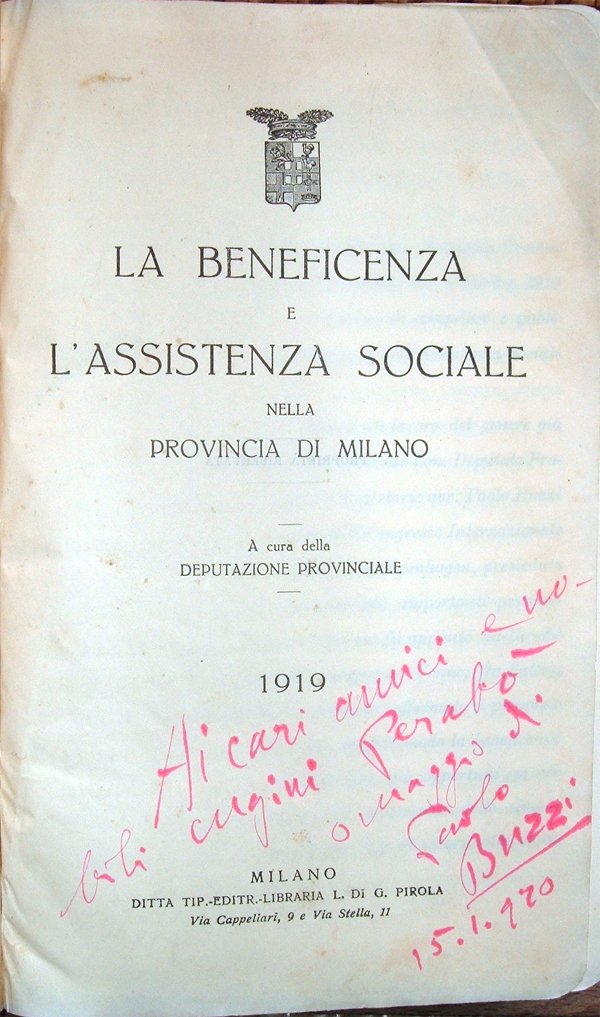 LA BENEFICENZA
E
L'ASSISTENZA SOCIALE
NELLA
PROVINCIA DI MILANO
A cura della
DEPUTAZIONE PROVINCIALE
1919
Ai cari amici e no-
bili cugini Perabò
omaggio di
Paolo
Buzzi
15.1.920
MILANO
DITTA TIP.-EDITR.-LIBRARIA L. Di G. PIROLA
Via Cappellari, 9 e Via Stella, 11